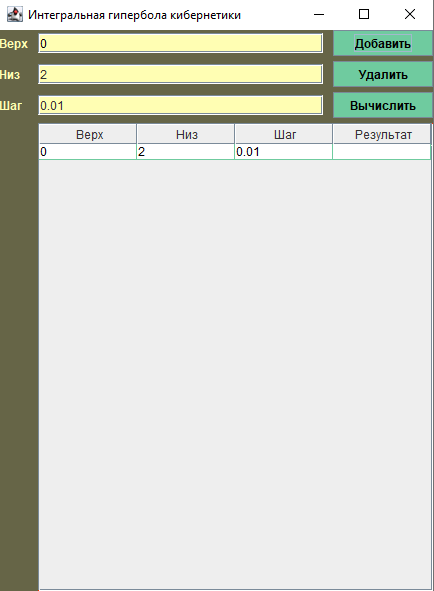 Интегральная гипербола кибернетики
Верх 0 Добавить
Низ 2 Удалить
Шаг 0.01 Вычислить
Верх Низ Шаг Результат
0 2 0.01